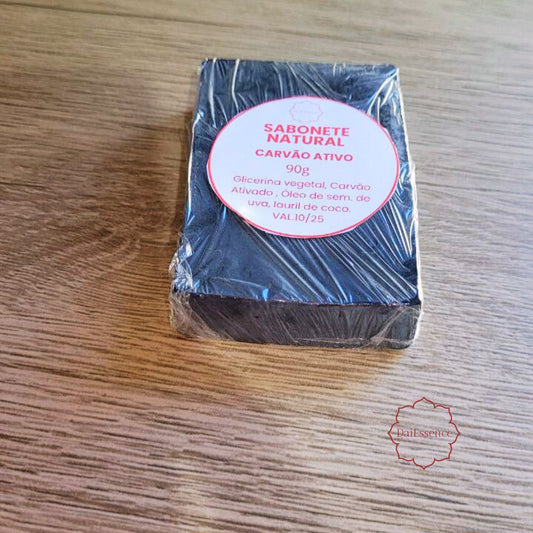 SABONETE
NATURAL
CARVÃO ATIVO
90g
Glicerina vegetal, Carvão
Ativado , Óleo de sem. de
uva, lauril de coco.
VAL.10/25
DaiEssence